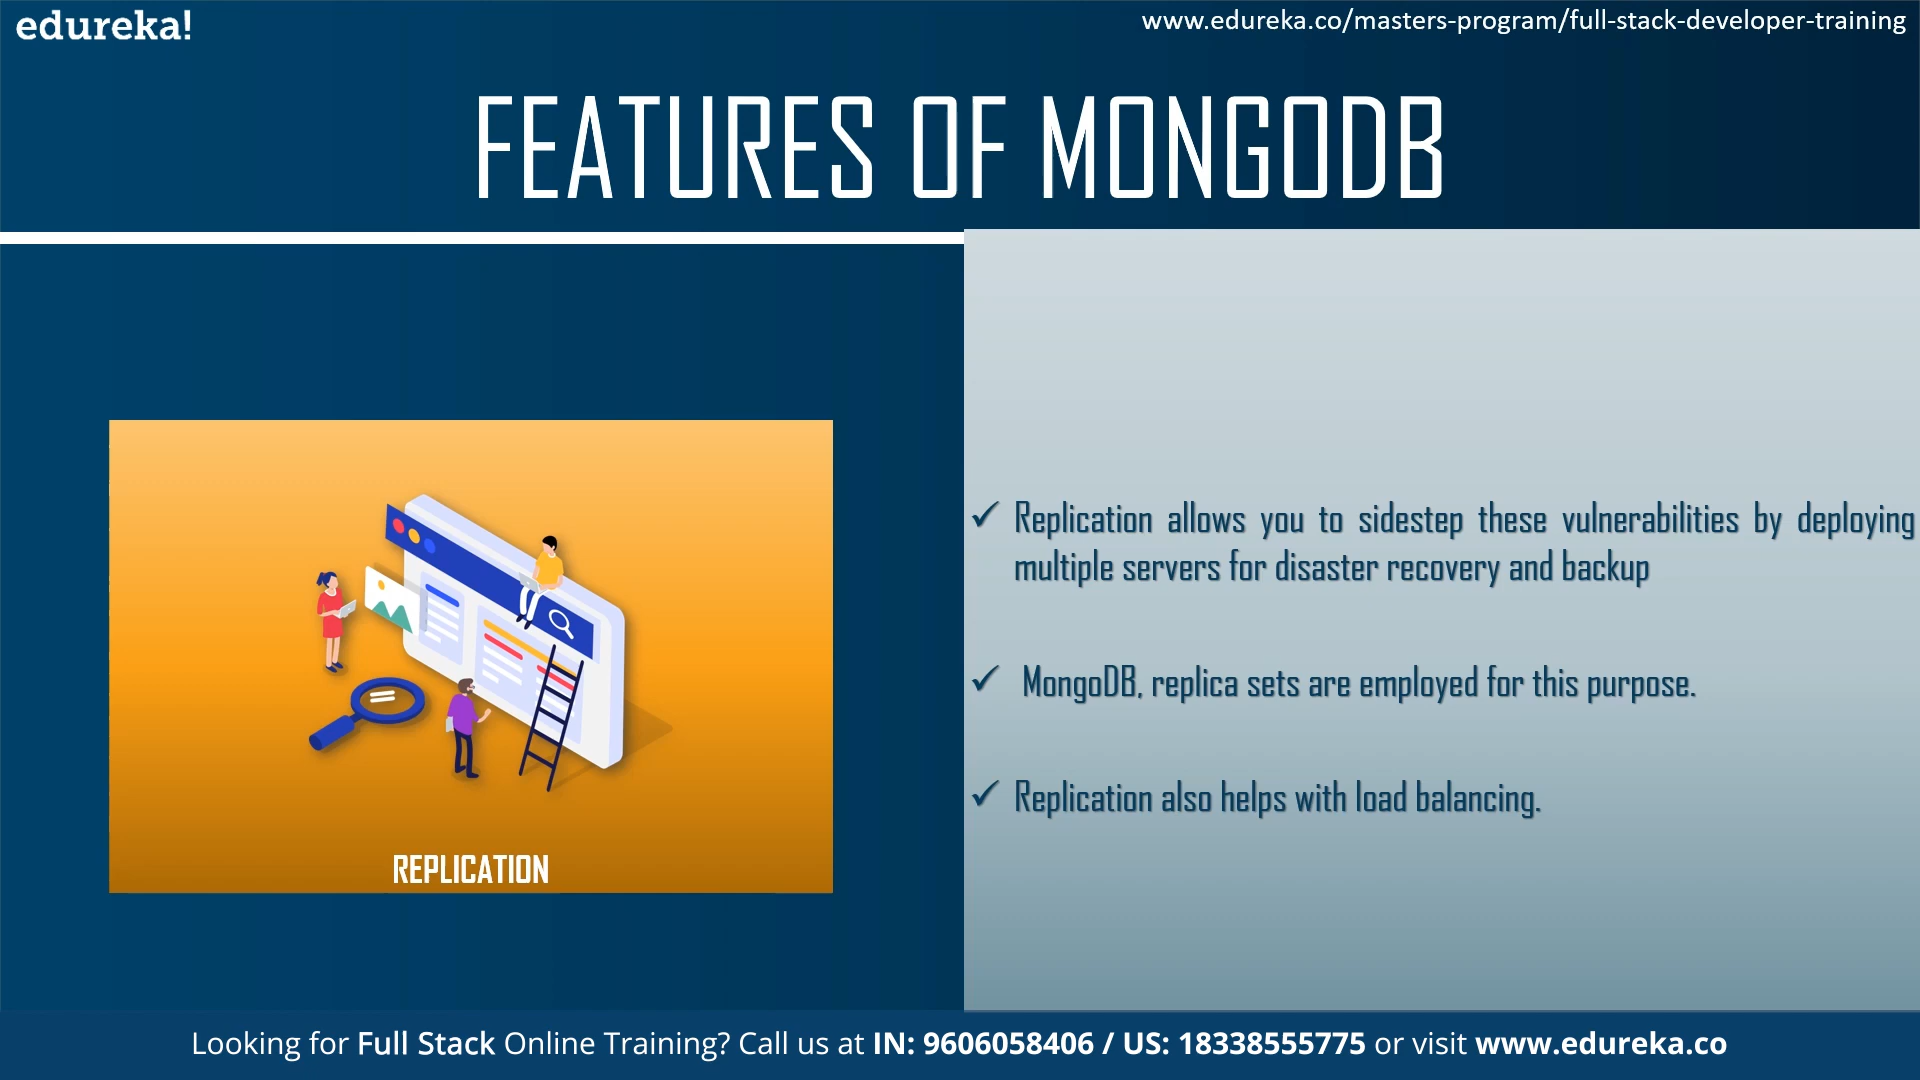 edureka!
www.edureka.co/masters-program/full-stack-developer-training
FEATURES OF MONGODB
REPLICATION
✓ Replication allows you to sidestep these vulnerabilities by deploying
multiple servers for disaster recovery and backup
✓ MongoDB, replica sets are employed for this purpose.
✓ Replication also helps with load balancing.
Looking for Full Stack Online Training? Call us at IN: 9606058406 / US: 18338555775 or visit www.edureka.co